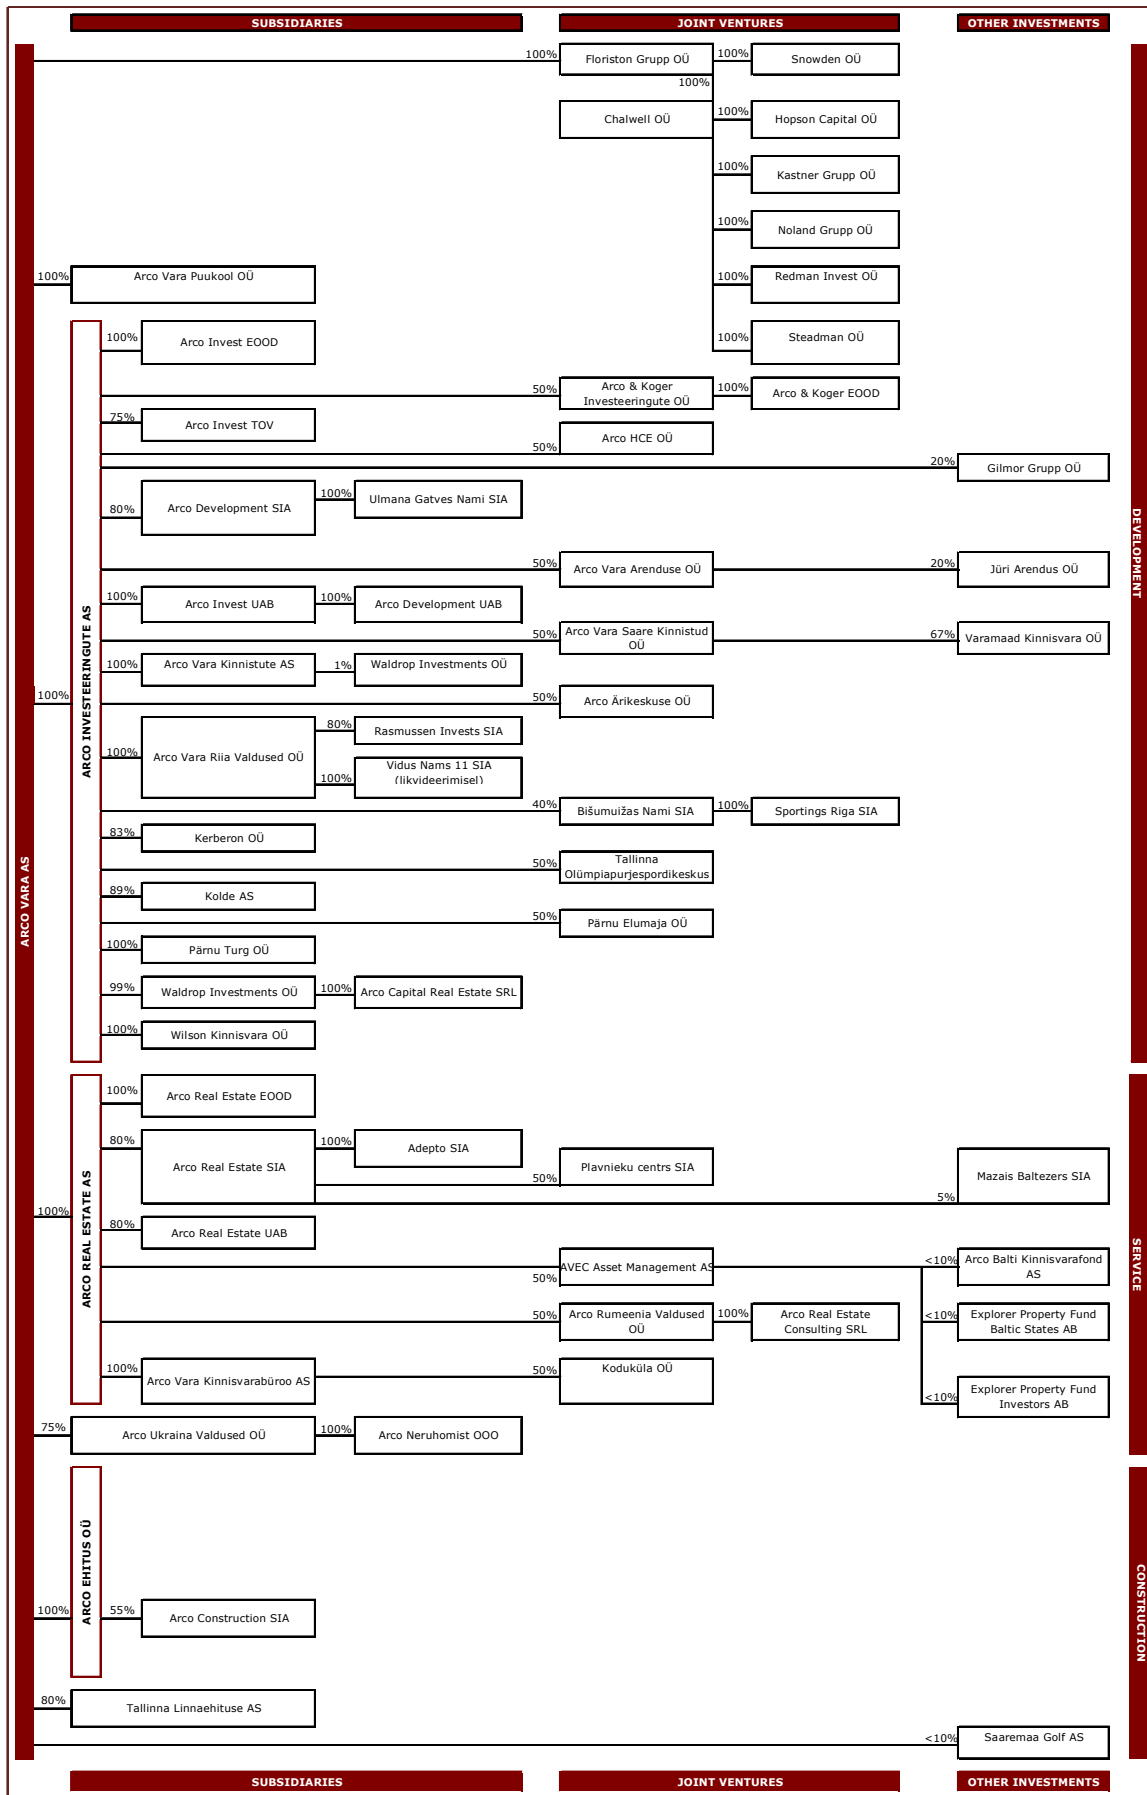 SUBSIDIARIES
JOINT VENTURES
OTHER INVESTMENTS
ARCO VARA AS
DEVELOPMENT
100%
Floriston Grupp OÜ
100%
Snowden OÜ
100%
Chalwell OÜ
100%
Hopson Capital OÜ
100%
Kastner Grupp OÜ
100%
Noland Grupp OÜ
100%
Arco Vara Puukool OÜ
100%
Redman Invest OÜ
100%
ARCO INVESTEERINGUTE AS
100%
Arco Invest EOOD
100%
Steadman OÜ
50%
Arco & Koger
Investeeringute OÜ
100%
Arco & Koger EOOD
75%
Arco Invest TOV
50%
Arco HCE OÜ
20%
Gilmor Grupp OÜ
80%
Arco Development SIA
100%
Ulmana Gatves Nami SIA
50%
Arco Vara Arenduse OÜ
20%
Jüri Arendus OÜ
100%
Arco Invest UAB
100%
Arco Development UAB
50%
Arco Vara Saare Kinnistud
OÜ
67%
Varamaad Kinnisvara OÜ
100%
Arco Vara Kinnistute AS
1%
Waldrop Investments OÜ
50%
Arco Ärikeskuse OÜ
100%
Arco Vara Riia Valdused OÜ
80%
Rasmussen Invests SIA
100%
Vidus Nams 11 SIA
(likvideerimisel)
40%
Bišumuižas Nami SIA
100%
Sportings Riga SIA
83%
Kerberon OÜ
50%
Tallinna
Olümpiapurjespordikeskus
89%
Kolde AS
50%
Pärnu Elumaja OÜ
100%
Pärnu Turg OÜ
99%
Waldrop Investments OÜ
100%
Arco Capital Real Estate SRL
100%
Wilson Kinnisvara OÜ
SERVICE
100%
ARCO REAL ESTATE AS
100%
Arco Real Estate EOOD
80%
Arco Real Estate SIA
100%
Adepto SIA
50%
Plavnieku centrs SIA
5%
Mazais Baltezers SIA
80%
Arco Real Estate UAB
50%
AVEC Asset Management AS
<10%
Arco Balti Kinnisvarafond
AS
50%
Arco Rumeenia Valdused
OÜ
100%
Arco Real Estate
Consulting SRL
<10%
Explorer Property Fund
Baltic States AB
100%
Arco Vara Kinnisvarabüroo AS
50%
Koduküla OÜ
<10%
Explorer Property Fund
Investors AB
75%
Arco Ukraina Valdused OÜ
100%
Arco Neruhomist OOO
CONSTRUCTION
100%
ARCO EHITUS OÜ
55%
Arco Construction SIA
80%
Tallinna Linnaehituse AS
<10%
Saaremaa Golf AS
SUBSIDIARIES
JOINT VENTURES
OTHER INVESTMENTS